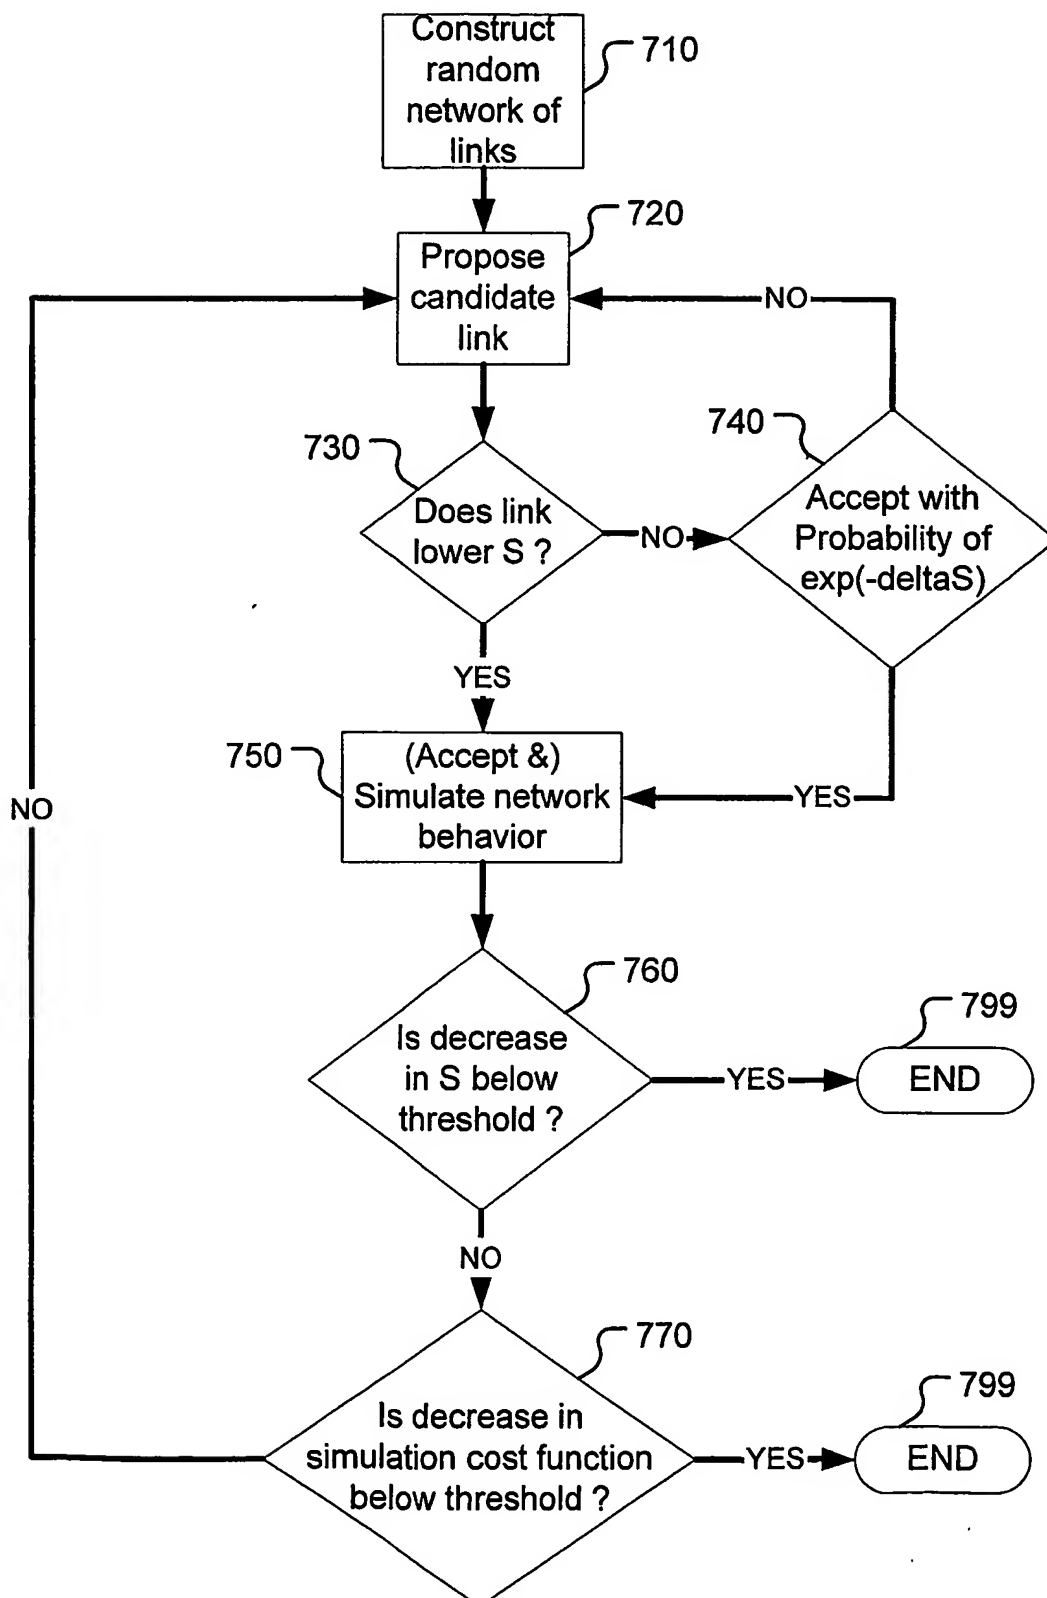 Construct
random
network of
links
710
720
Propose
candidate
link
NO
730
740
Does link
lower S ?
NO
Accept with
Probability of
exp(-deltaS)
YES
750
(Accept &)
Simulate network
behavior
YES
NO
760
Is decrease
in S below
threshold ?
YES
799
END
NO
770
Is decrease in
simulation cost function
below threshold ?
YES
799
END